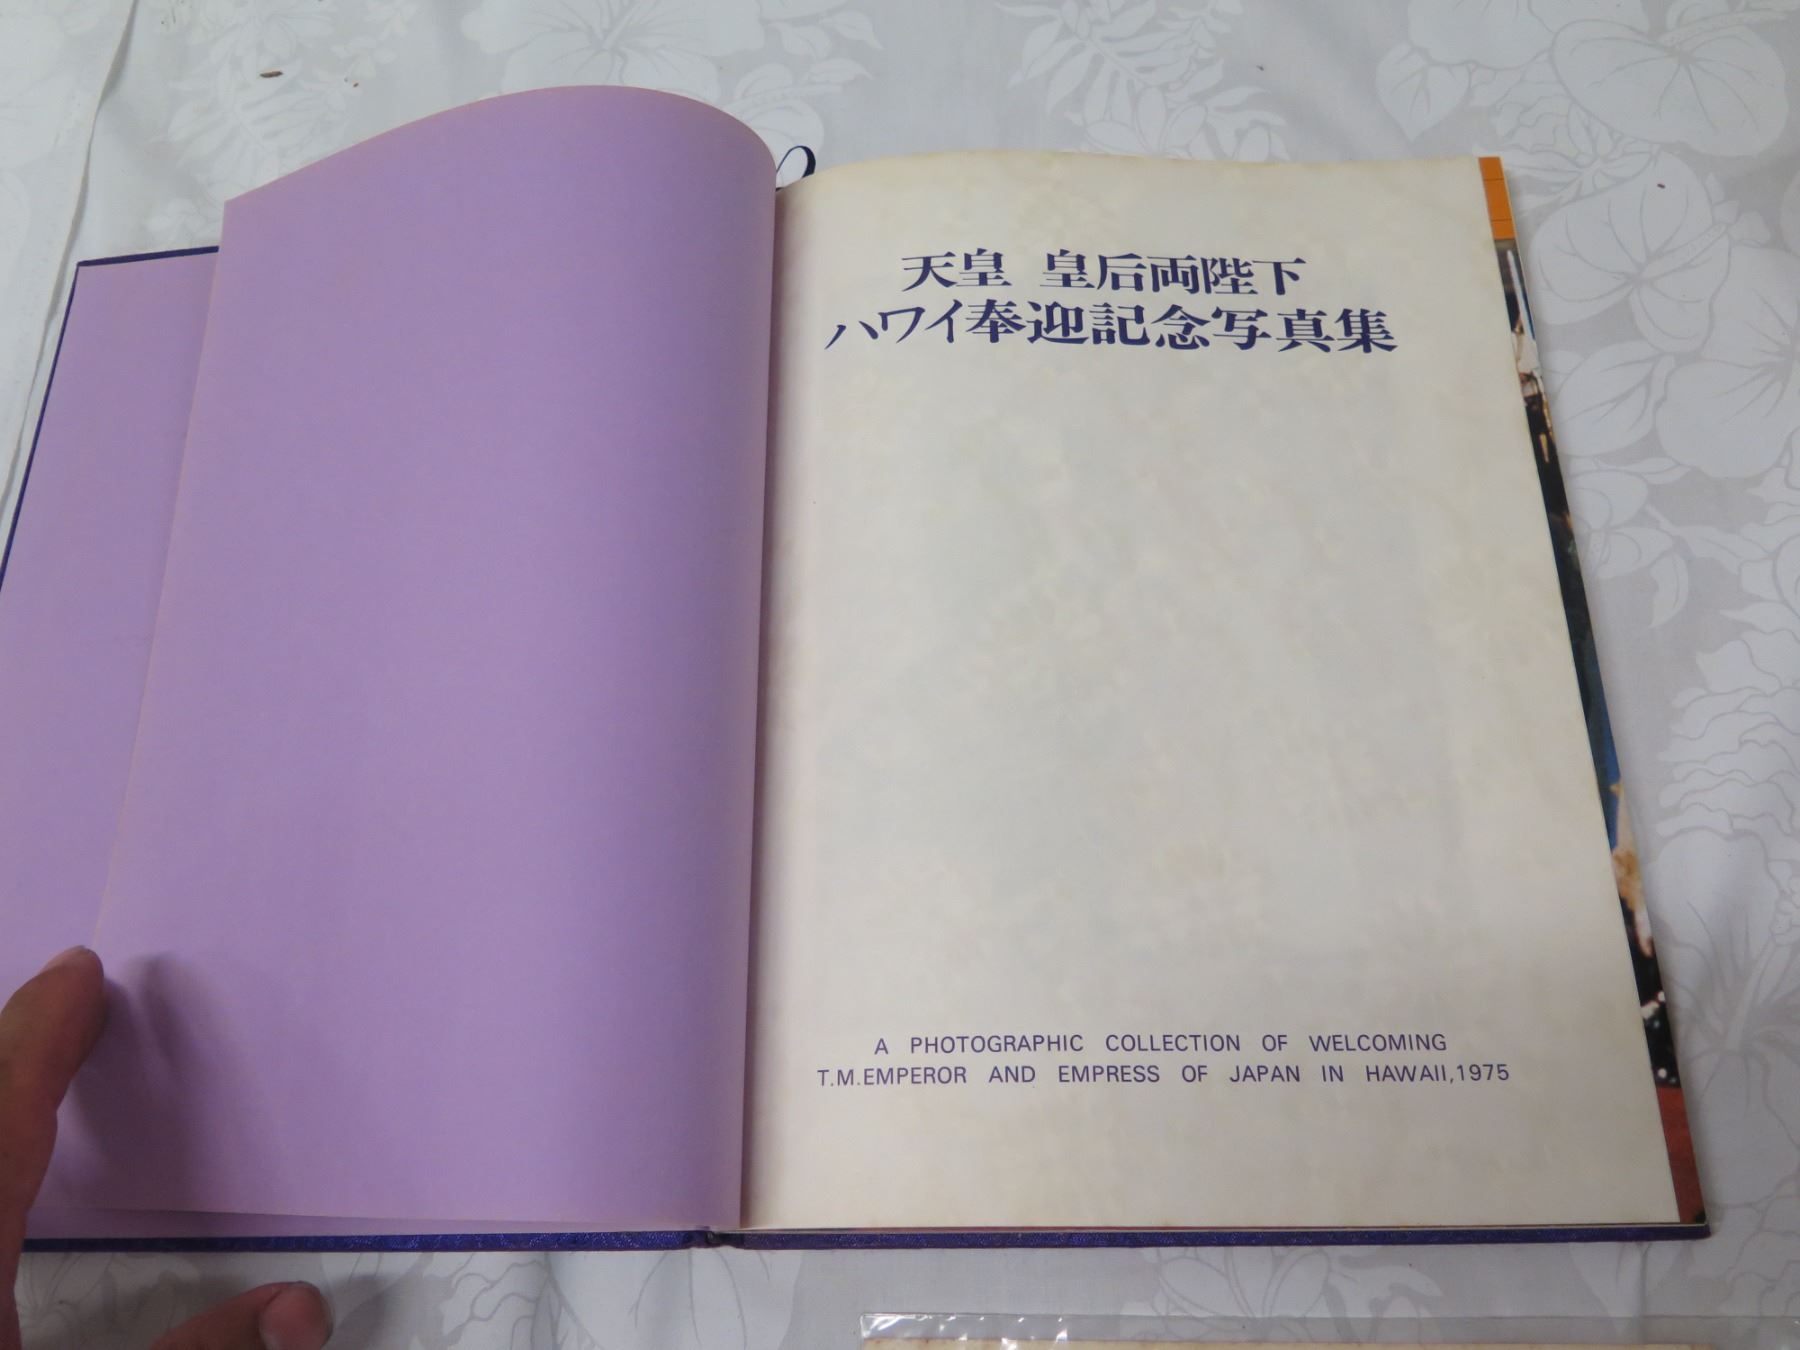 天皇 皇后両陛下
ハワイ奉迎記念写真集
A PHOTOGRAPHIC COLLECTION OF WELCOMING
T.M.EMPEROR AND EMPRESS OF JAPAN IN HAWAII,1975